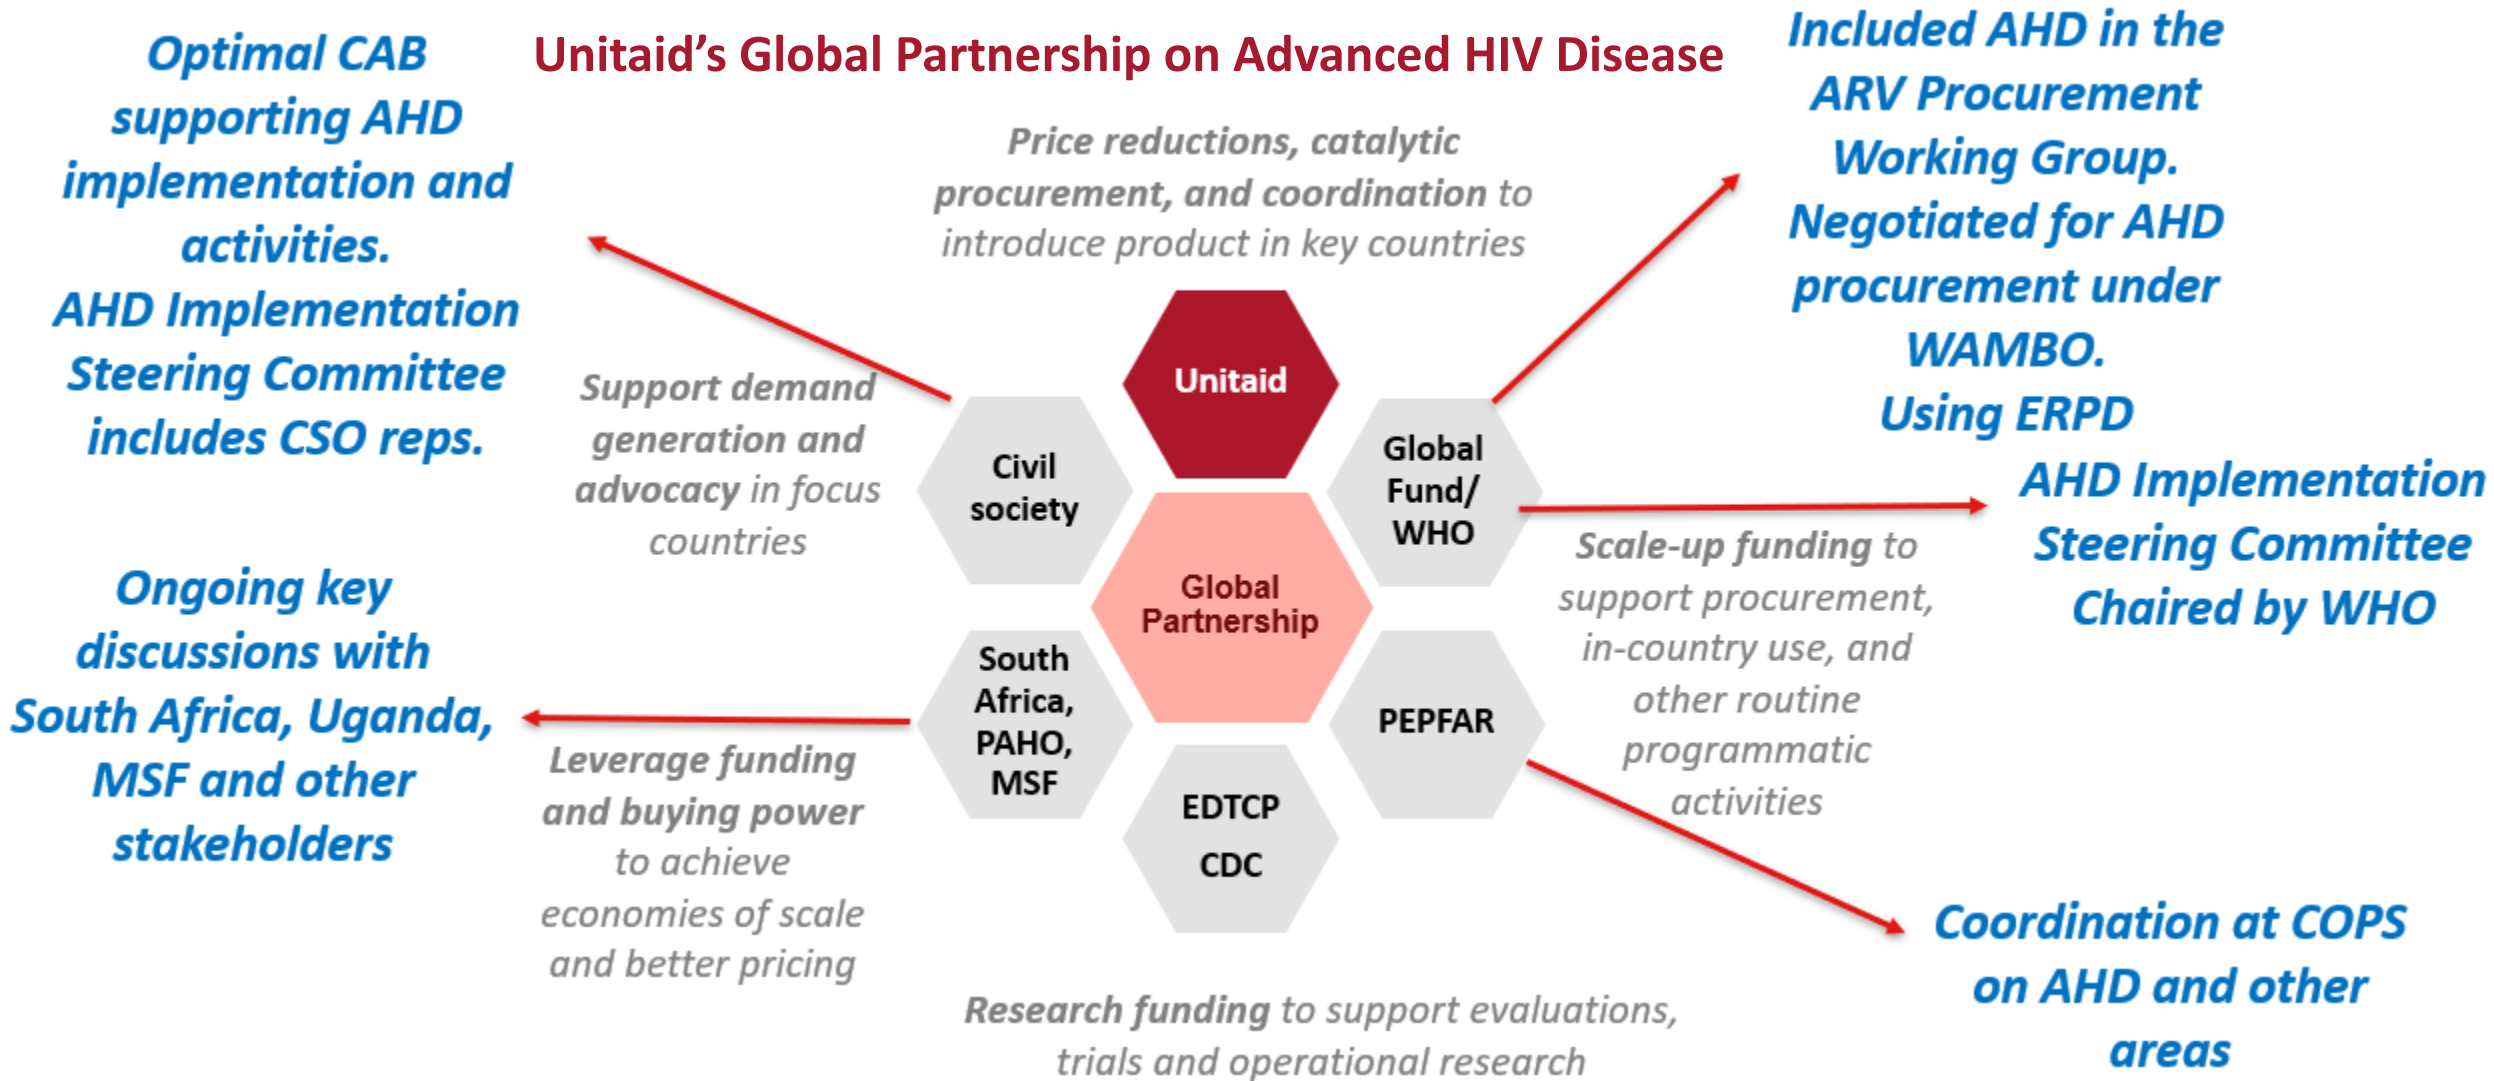 Unitaid’s Global Partnership on Advanced HIV Disease
Optimal CAB
supporting AHD
implementation and
activities.
AHD Implementation
Steering Committee
includes CSO reps.
Price reductions, catalytic
procurement, and coordination to
introduce product in key countries
Included AHD in the
ARV Procurement
Working Group.
Negotiated for AHD
procurement under
WAMBO.
Using ERPD
Support demand
generation and
advocacy in focus
countries
Civil
society
Unitaid
Global
Fund/
WHO
AHD Implementation
Steering Committee
Chaired by WHO
Global
Partnership
Scale-up funding to
support procurement,
in-country use, and
other routine
programmatic
activities
Ongoing key
discussions with
South Africa, Uganda,
MSF and other
stakeholders
South
Africa,
PAHO,
MSF
PEPFAR
Leverage funding
and buying power
to achieve
economies of scale
and better pricing
EDTCP
CDC
Coordination at COPS
on AHD and other
areas
Research funding to support evaluations,
trials and operational research